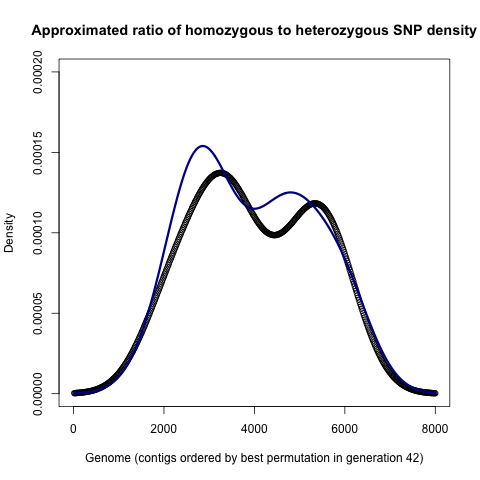 Approximated ratio of homozygous to heterozygous SNP density
0.00020
0.00015
0.00010
0.00005
0.00000
Density
0 2000 4000 6000 8000
Genome (contigs ordered by best permutation in generation 42)